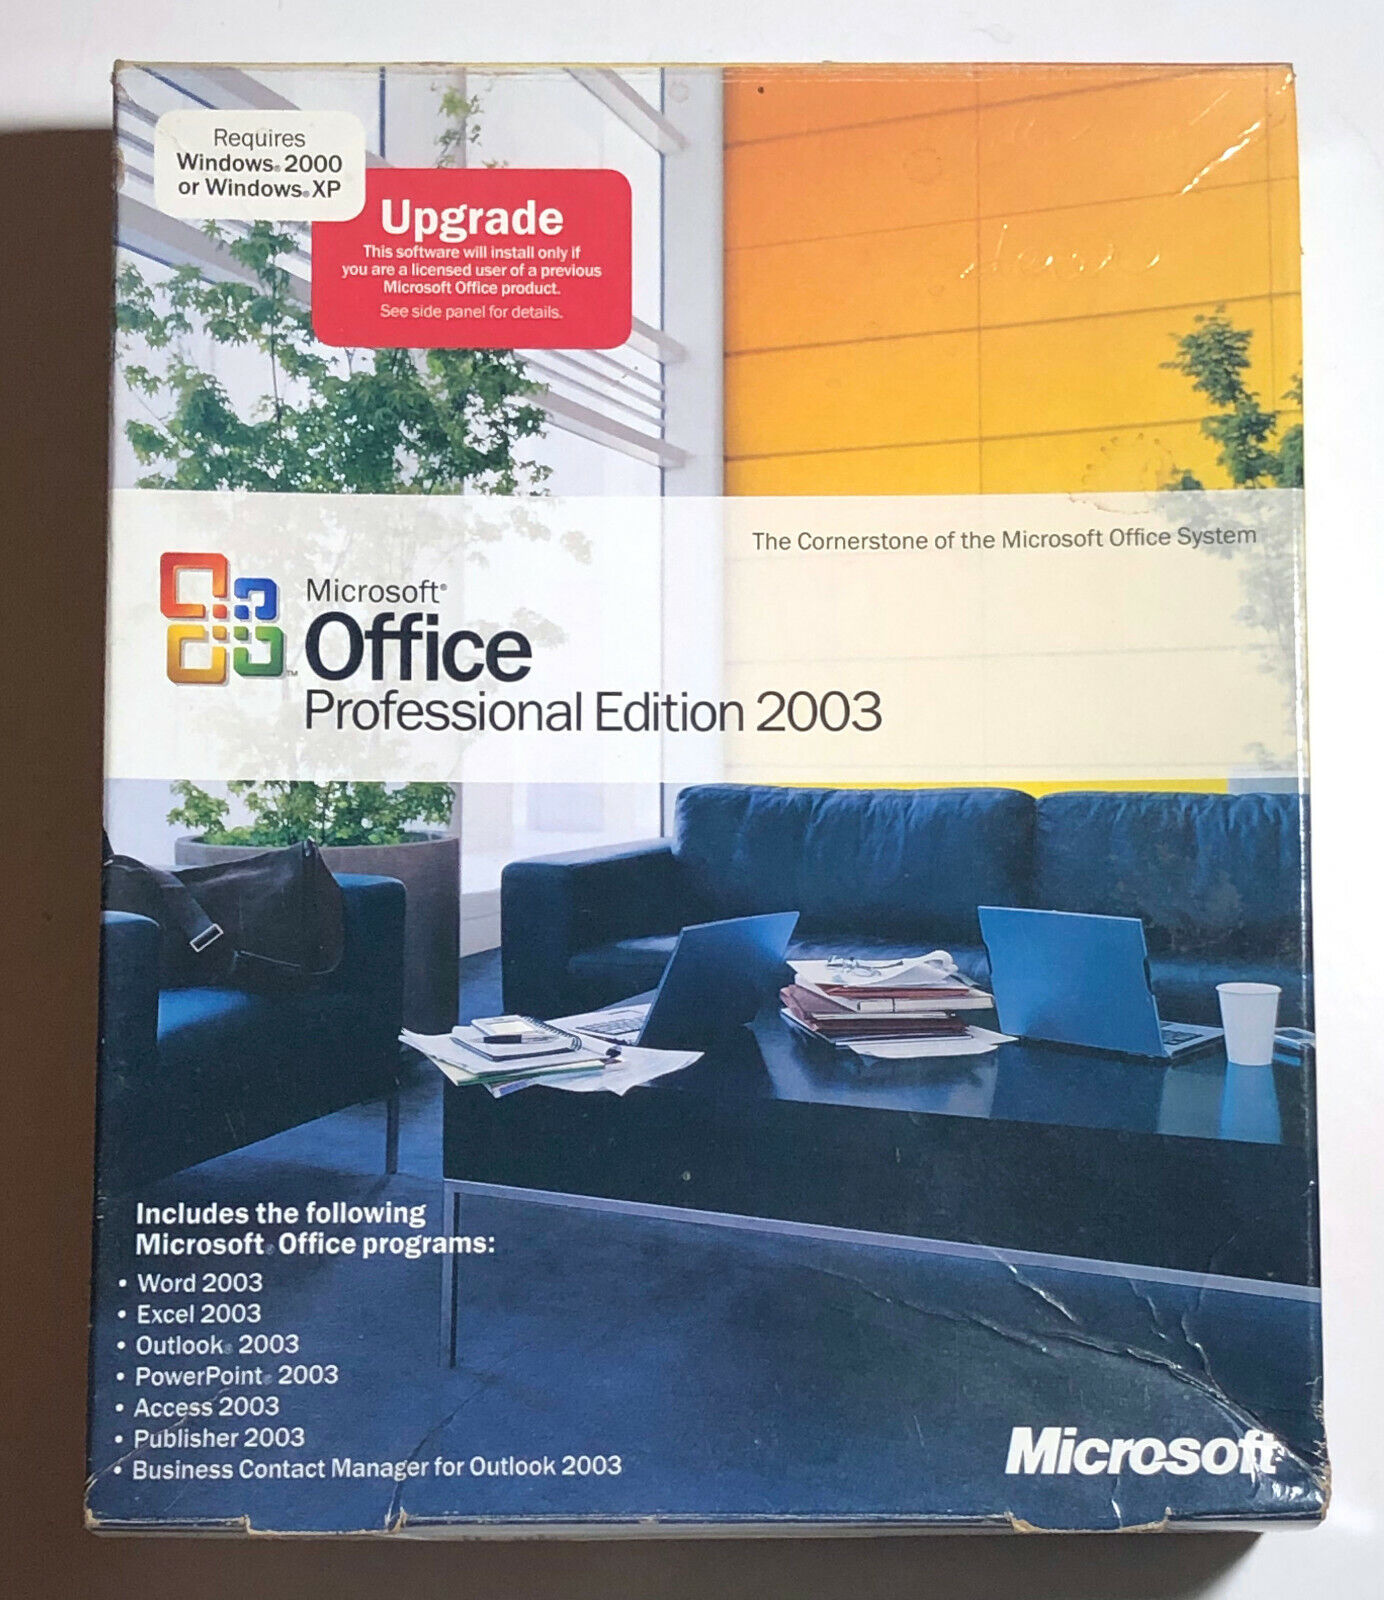 Requires
Windows® 2000
or Windows® XP
Upgrade
This software will install only if
you are a licensed user of a previous
Microsoft Office product.
See side panel for details.
The Cornerstone of the Microsoft Office System
Microsoft®
Office
™
Professional Edition 2003
Includes the following
Microsoft® Office programs:
• Word 2003
• Excel 2003
• Outlook® 2003
• PowerPoint® 2003
• Access 2003
• Publisher 2003
• Business Contact Manager for Outlook 2003
Microsoft®